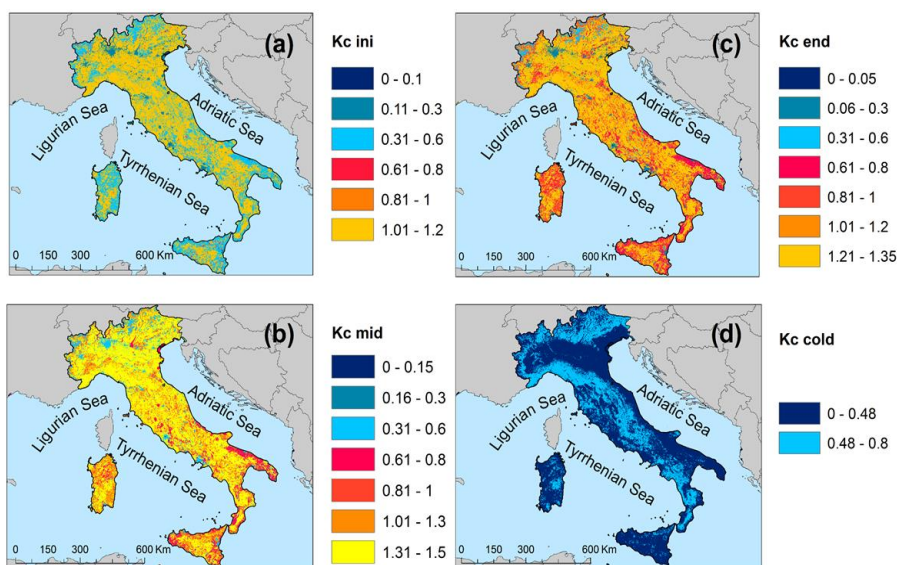 (a)
Ligurian Sea
Adriatic Sea
Tyrrhenian Sea
0 150 300 600 Km
Kc ini
0 - 0.1
0.11 - 0.3
0.31 - 0.6
0.61 - 0.8
0.81 - 1
1.01 - 1.2
(c)
Ligurian Sea
Adriatic Sea
Tyrrhenian Sea
0 150 300 600 Km
Kc end
0 - 0.05
0.06 - 0.3
0.31 - 0.6
0.61 - 0.8
0.81 - 1
1.01 - 1.2
1.21 - 1.35
(b)
Ligurian Sea
Adriatic Sea
Tyrrhenian Sea
0 150 300 600 Km
Kc mid
0 - 0.15
0.16 - 0.3
0.31 - 0.6
0.61 - 0.8
0.81 - 1
1.01 - 1.3
1.31 - 1.5
(d)
Ligurian Sea
Adriatic Sea
Tyrrhenian Sea
0 150 300 600 Km
Kc cold
0 - 0.48
0.48 - 0.8